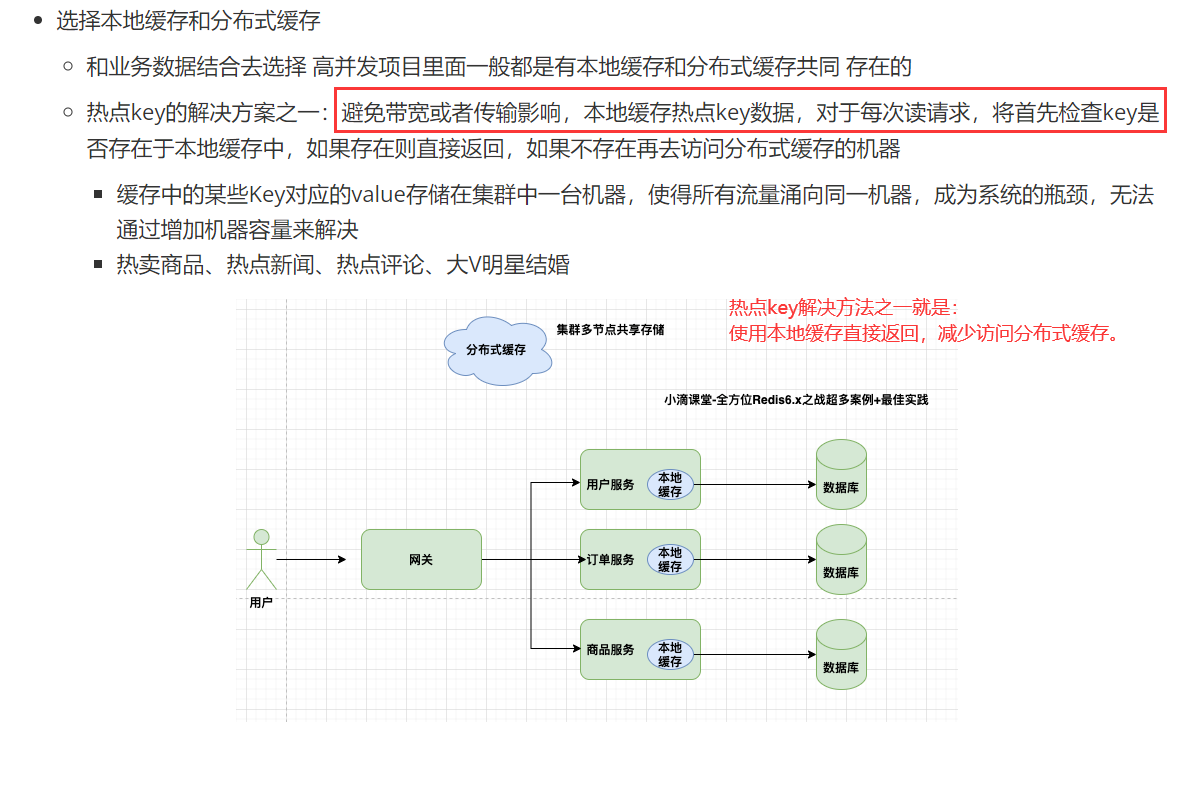 选择本地缓存和分布式缓存
和业务数据结合去选择 高并发项目里面一般都是有本地缓存和分布式缓存共同 存在的
热点key的解决方案之一：避免带宽或者传输影响，本地缓存热点key数据，对于每次读请求，将首先检查key是
否存在于本地缓存中，如果存在则直接返回，如果不存在再去访问分布式缓存的机器
缓存中的某些Key对应的value存储在集群中一台机器，使得所有流量涌向同一机器，成为系统的瓶颈，无法
通过增加机器容量来解决
热卖商品、热点新闻、热点评论、大V明星结婚
热点key解决方法之一就是：
使用本地缓存直接返回，减少访问分布式缓存。
集群多节点共享存储
分布式缓存
小滴课堂-全方位Redis6.x之战超多案例+最佳实践
用户服务
本地
缓存
数据库
用户
网关
订单服务
本地
缓存
数据库
商品服务
本地
缓存
数据库